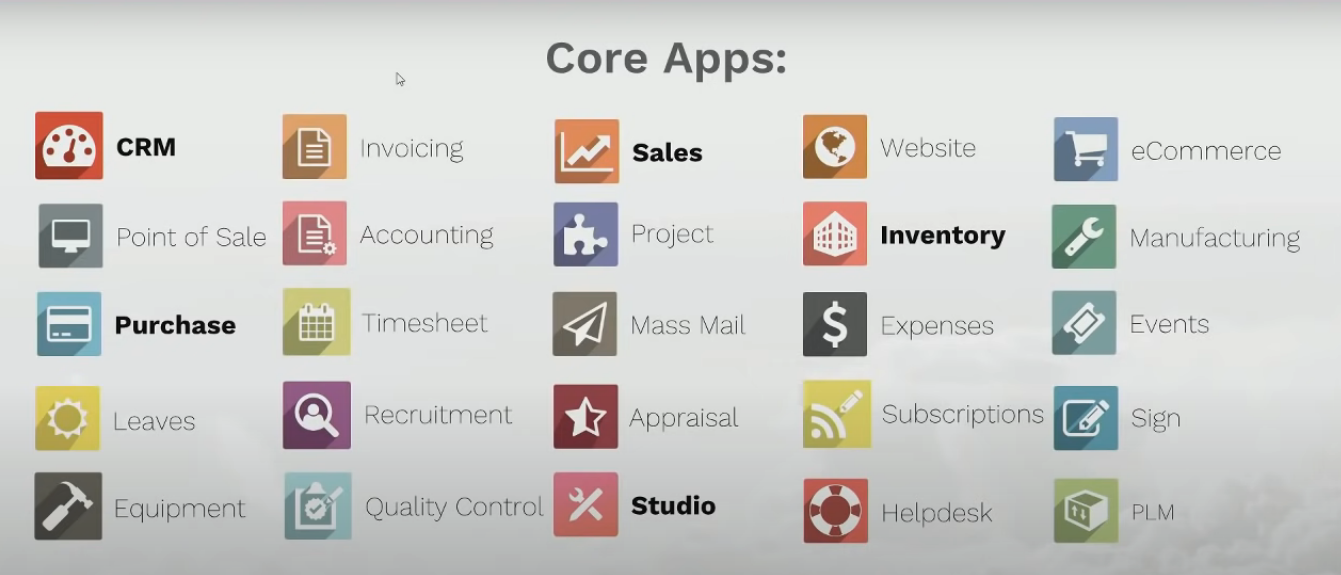 Core Apps:
CRM
Invoicing
Sales
Website
eCommerce
Point of Sale
Accounting
Project
Inventory
Manufacturing
Purchase
Timesheet
Mass Mail
Expenses
Events
Leaves
Recruitment
Appraisal
Subscriptions
Sign
Equipment
Quality Control
Studio
Helpdesk
PLM